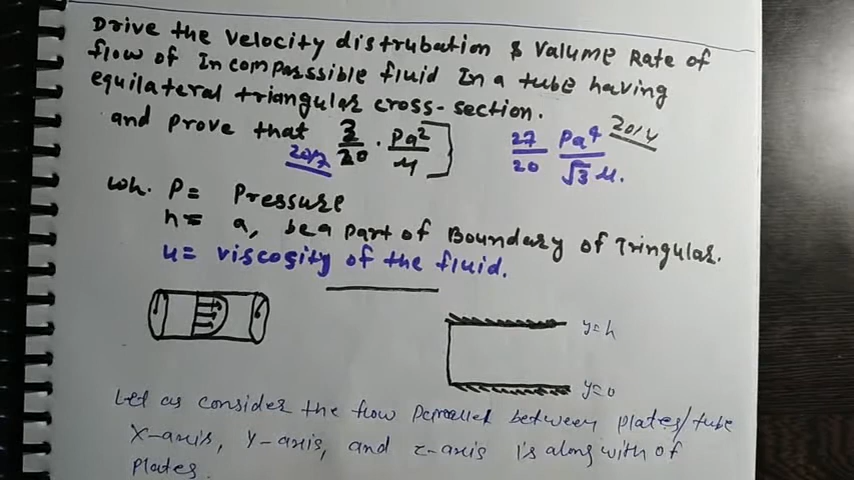 Drive the velocity distrubation & Valume Rate of
flow of Incomparssible fluid In a tube having
equilateral triangular cross-section.
and prove that 3/20 . Pa²/μ ] 27/20 Pa⁴/√3 μ. 2014
2017
wh. P= Pressure
h= a, be a part of Boundary of Tringular.
u= viscosity of the fluid.
y=h
y=0
Let as consider the flow Parallel between plates/tube
X-axis, Y-axis, and z-axis is along with of
plates.